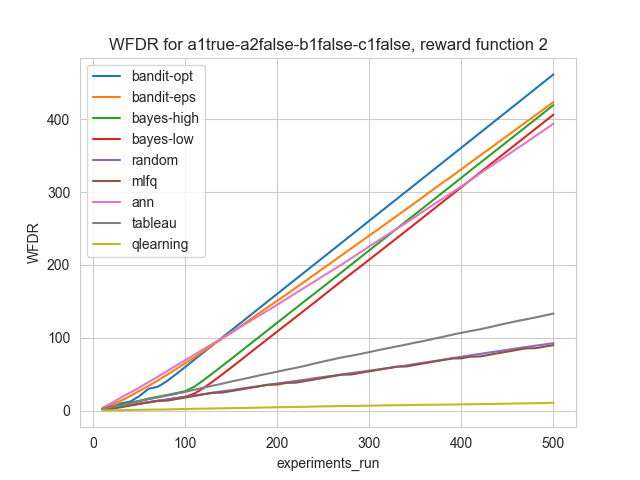 WFDR for a1true-a2false-b1false-c1false, reward function 2
bandit-opt
bandit-eps
bayes-high
bayes-low
random
mlfq
ann
tableau
qlearning
WFDR
400
300
200
100
0
0
100
200
300
400
500
experiments_run